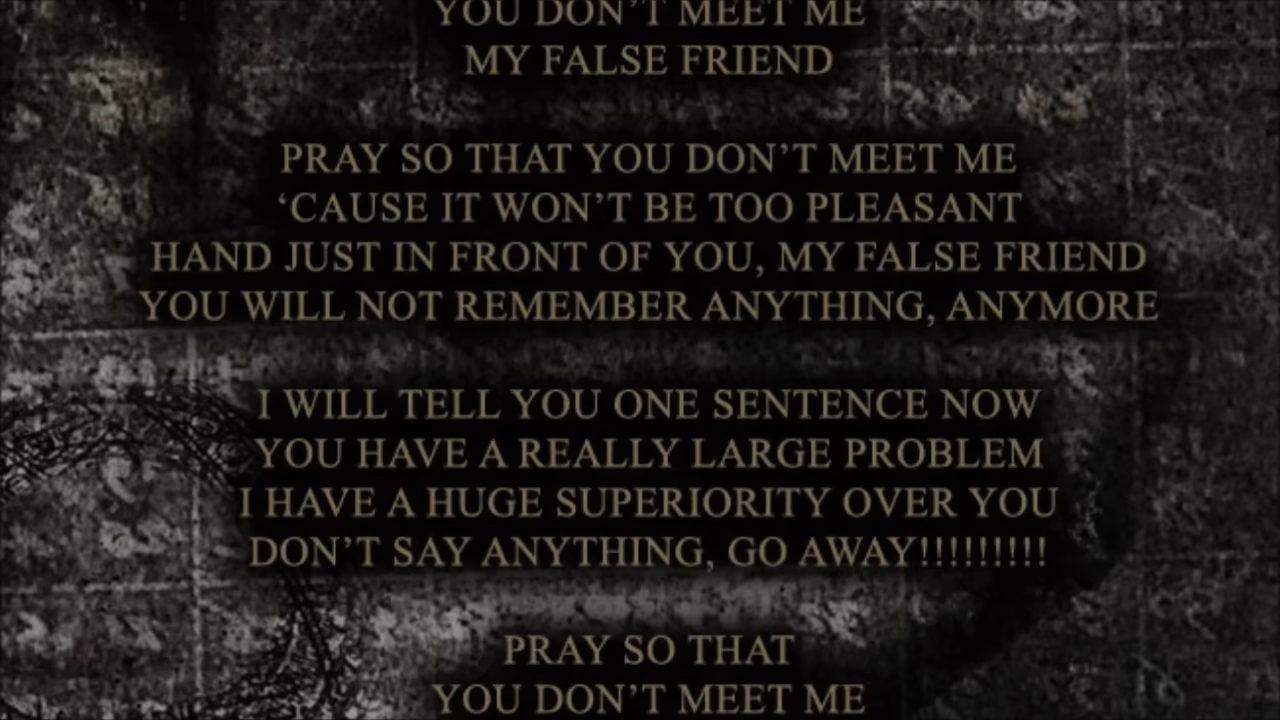 YOU DON'T MEET ME
MY FALSE FRIEND
PRAY SO THAT YOU DON'T MEET ME
‘CAUSE IT WON'T BE TOO PLEASANT
HAND JUST IN FRONT OF YOU, MY FALSE FRIEND
YOU WILL NOT REMEMBER ANYTHING, ANYMORE
I WILL TELL YOU ONE SENTENCE NOW
YOU HAVE A REALLY LARGE PROBLEM
I HAVE A HUGE SUPERIORITY OVER YOU
DON'T SAY ANYTHING, GO AWAY!!!!!!!!!!
PRAY SO THAT
YOU DON'T MEET ME